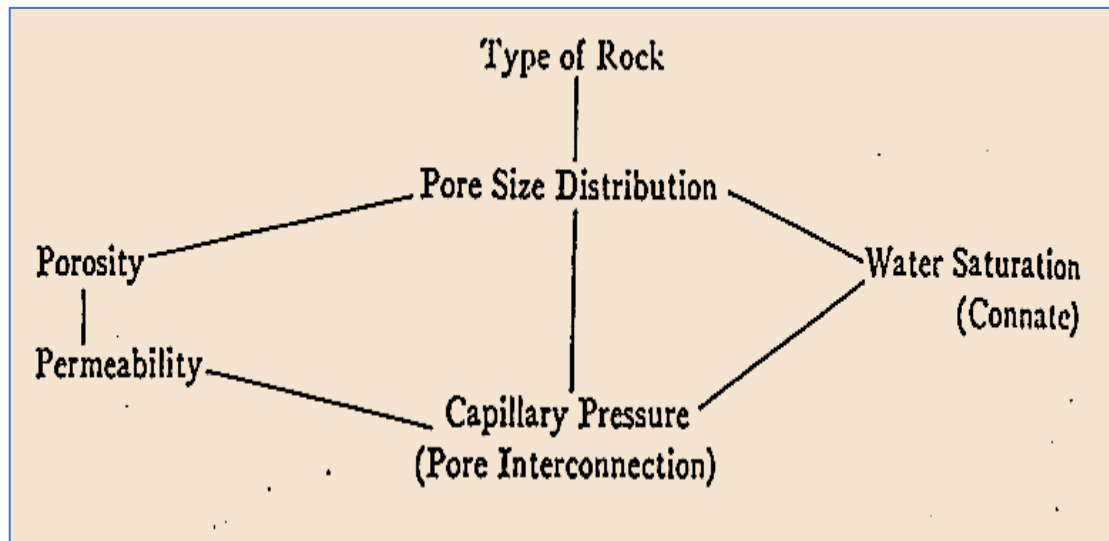 Type of Rock
Pore Size Distribution
Porosity
Water Saturation
(Connate)
Permeability
Capillary Pressure
(Pore Interconnection)